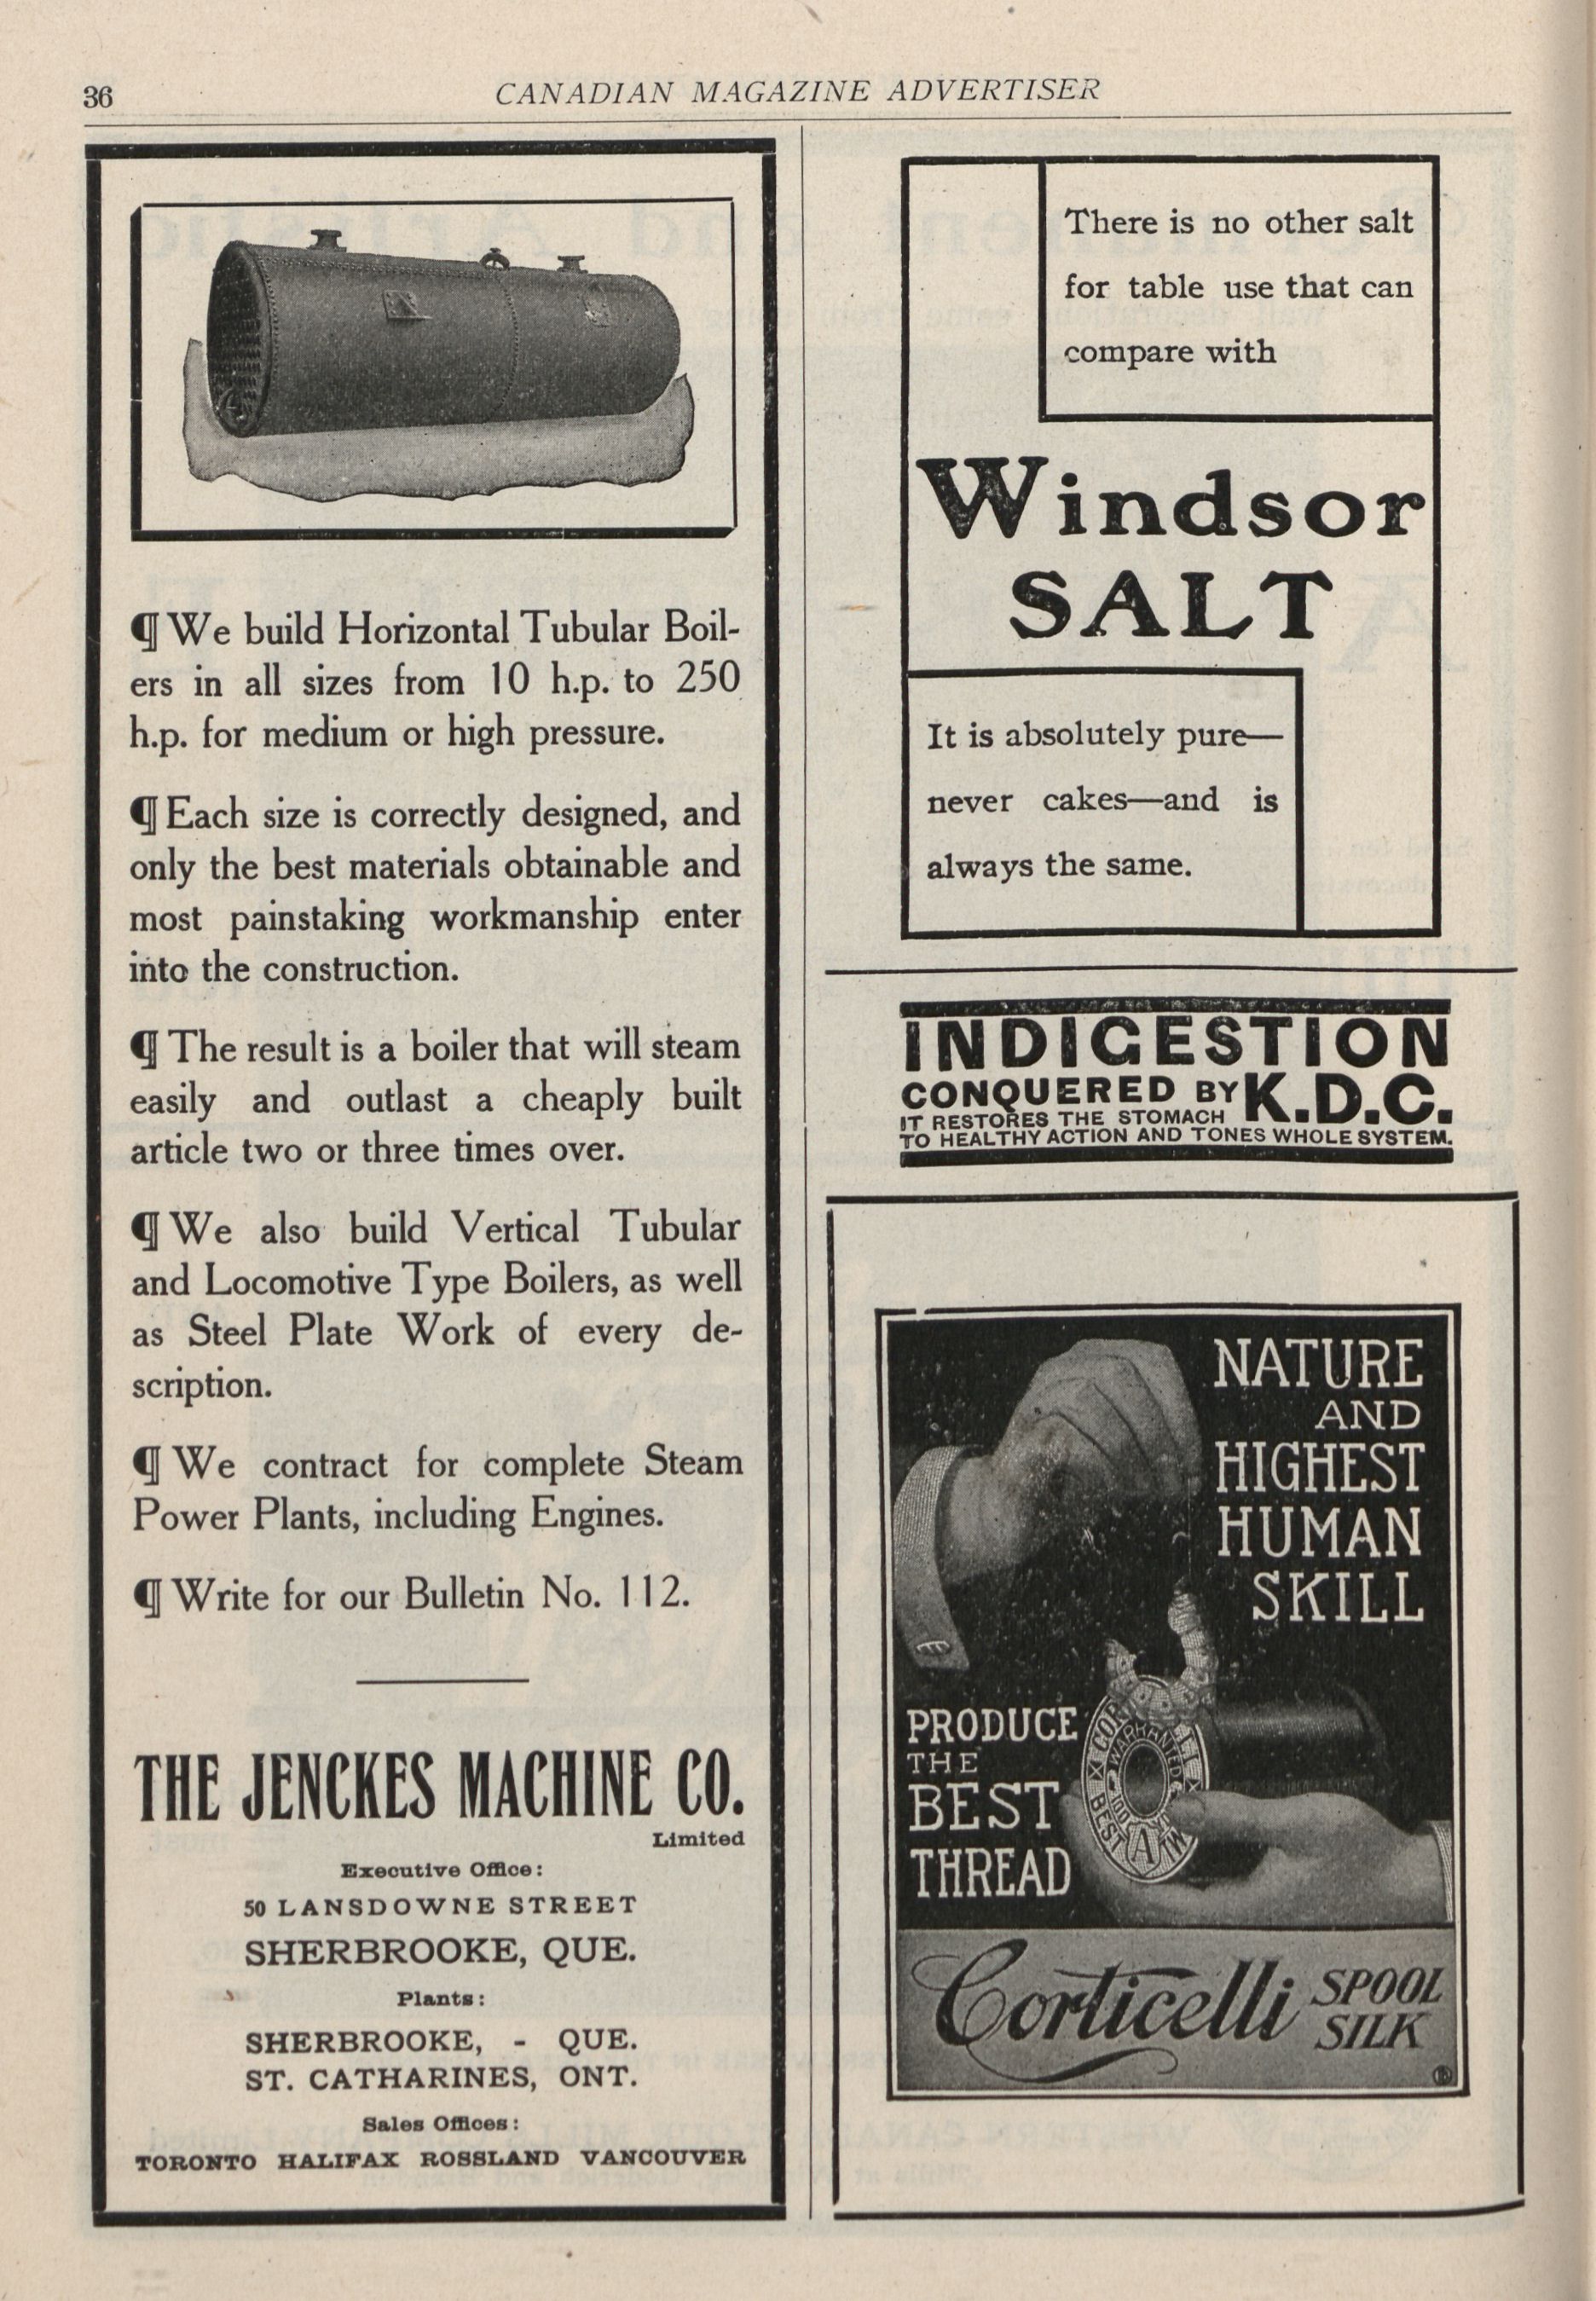 36
CANADIAN MAGAZINE ADVERTISER
¶ We build Horizontal Tubular Boil-
ers in all sizes from 10 h.p. to 250
h.p. for medium or high pressure.
¶ Each size is correctly designed, and
only the best materials obtainable and
most painstaking workmanship enter
into the construction.
¶ The result is a boiler that will steam
easily and outlast a cheaply built
article two or three times over.
¶ We also build Vertical Tubular
and Locomotive Type Boilers, as well
as Steel Plate Work of every de-
scription.
¶ We contract for complete Steam
Power Plants, including Engines.
¶ Write for our Bulletin No. 112.
THE JENCKES MACHINE CO.
Limited
Executive Office:
50 LANSDOWNE STREET
SHERBROOKE, QUE.
Plants:
SHERBROOKE, - QUE.
ST. CATHARINES, ONT.
Sales Offices:
TORONTO HALIFAX ROSSLAND VANCOUVER
There is no other salt
for table use that can
compare with
Windsor
SALT
It is absolutely pure—
never cakes—and is
always the same.
INDIGESTION
CONQUERED BY K.D.C.
IT RESTORES THE STOMACH
TO HEALTHY ACTION AND TONES WHOLE SYSTEM.
NATURE
AND
HIGHEST
HUMAN
SKILL
PRODUCE
THE
BEST
THREAD
WARRANTED
BEST
A
Corticelli SPOOL
SILK